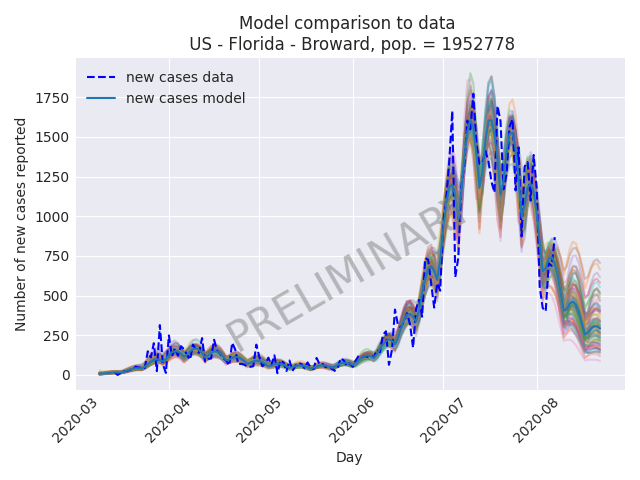 Model comparison to data
US - Florida - Broward, pop. = 1952778
new cases data
new cases model
Number of new cases reported
1750
1500
1250
1000
750
500
250
0
PRELIMINARY
2020-03
2020-04
2020-05
2020-06
2020-07
2020-08
Day